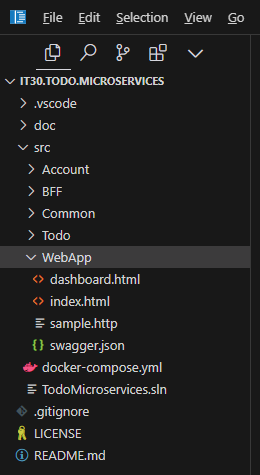 File Edit Selection View Go
IT30.TODO.MICROSERVICES
.vscode
doc
src
Account
BFF
Common
Todo
WebApp
dashboard.html
index.html
sample.http
swagger.json
docker-compose.yml
TodoMicroservices.sln
.gitignore
LICENSE
README.md